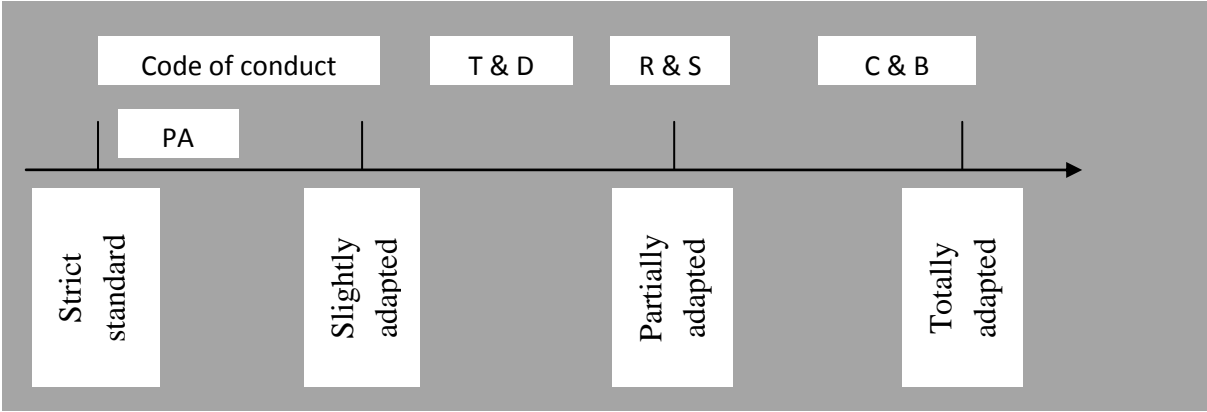 Code of conduct
T & D
R & S
C & B
PA
Strict
standard
Slightly
adapted
Partially
adapted
Totally
adapted